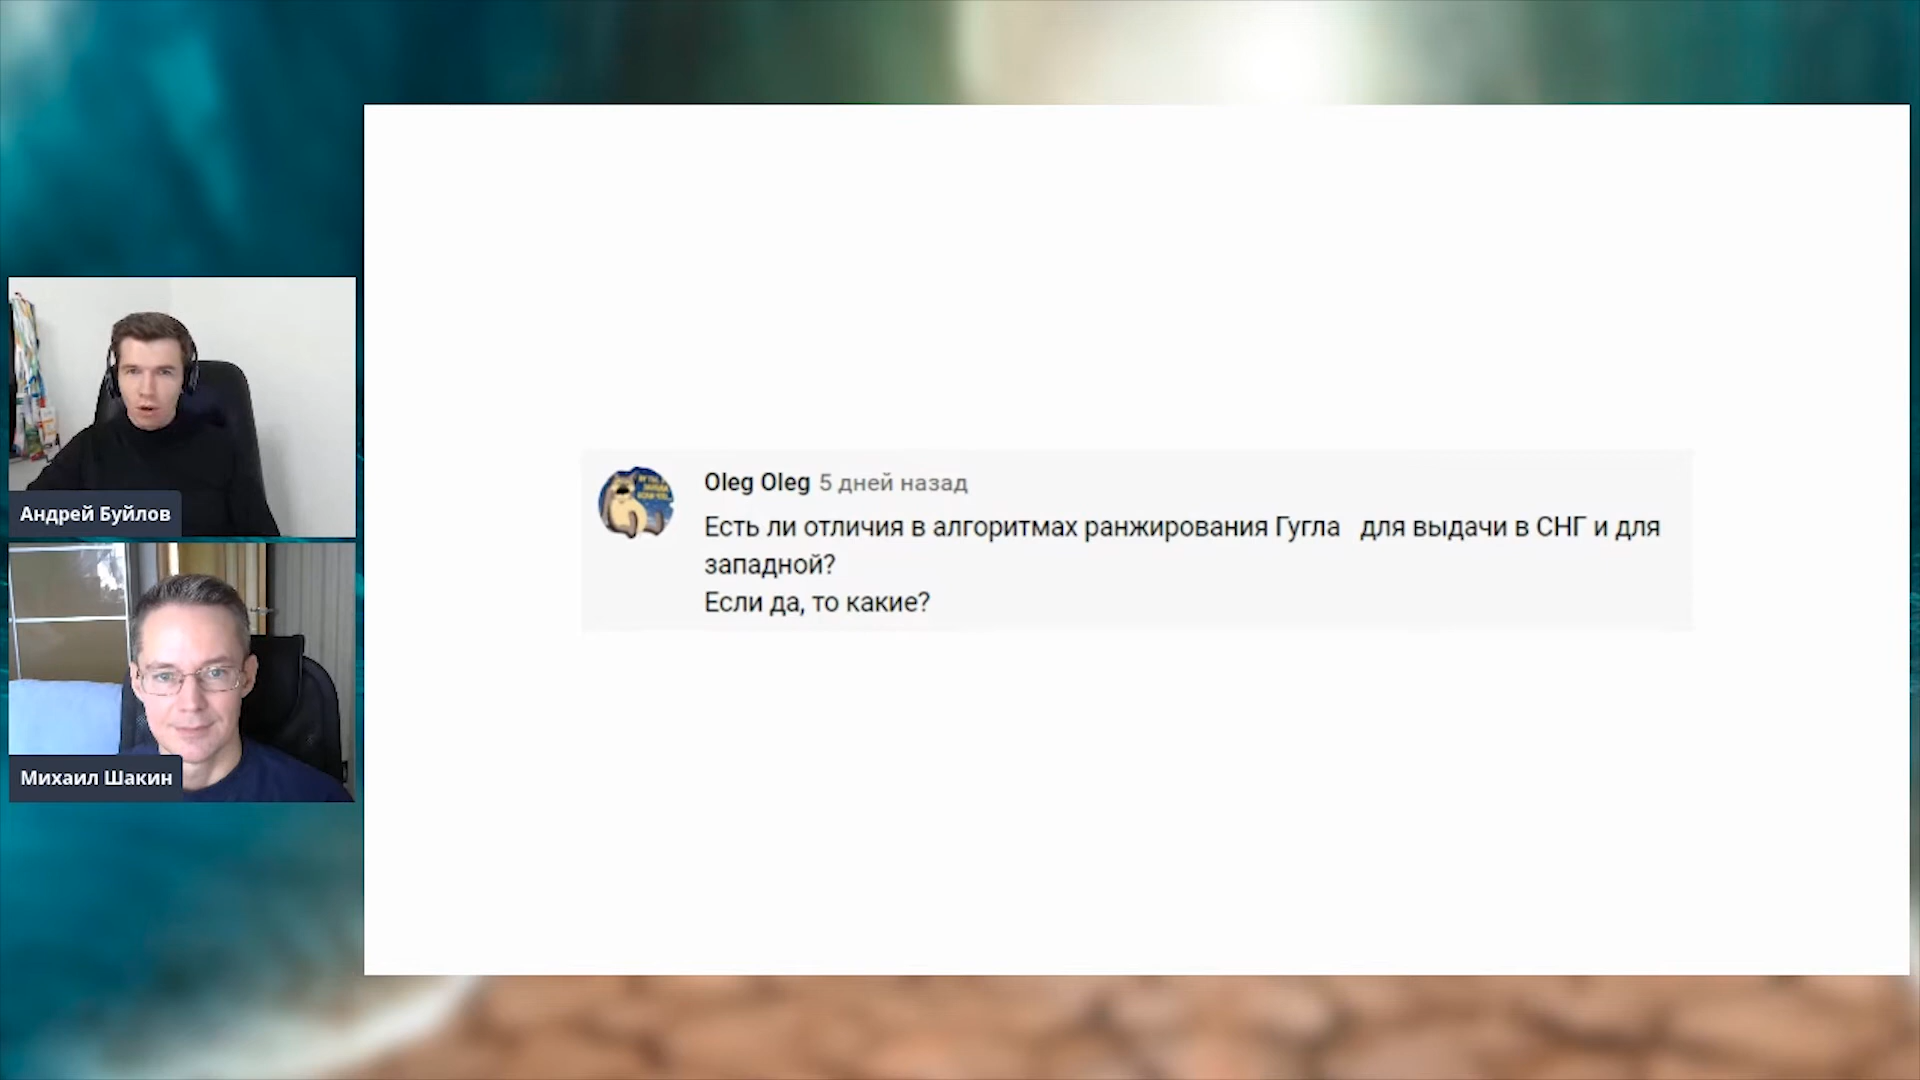 Андрей Буйлов
Михаил Шакин
Oleg Oleg 5 дней назад
Есть ли отличия в алгоритмах ранжирования Гугла для выдачи в СНГ и для
западной?
Если да, то какие?